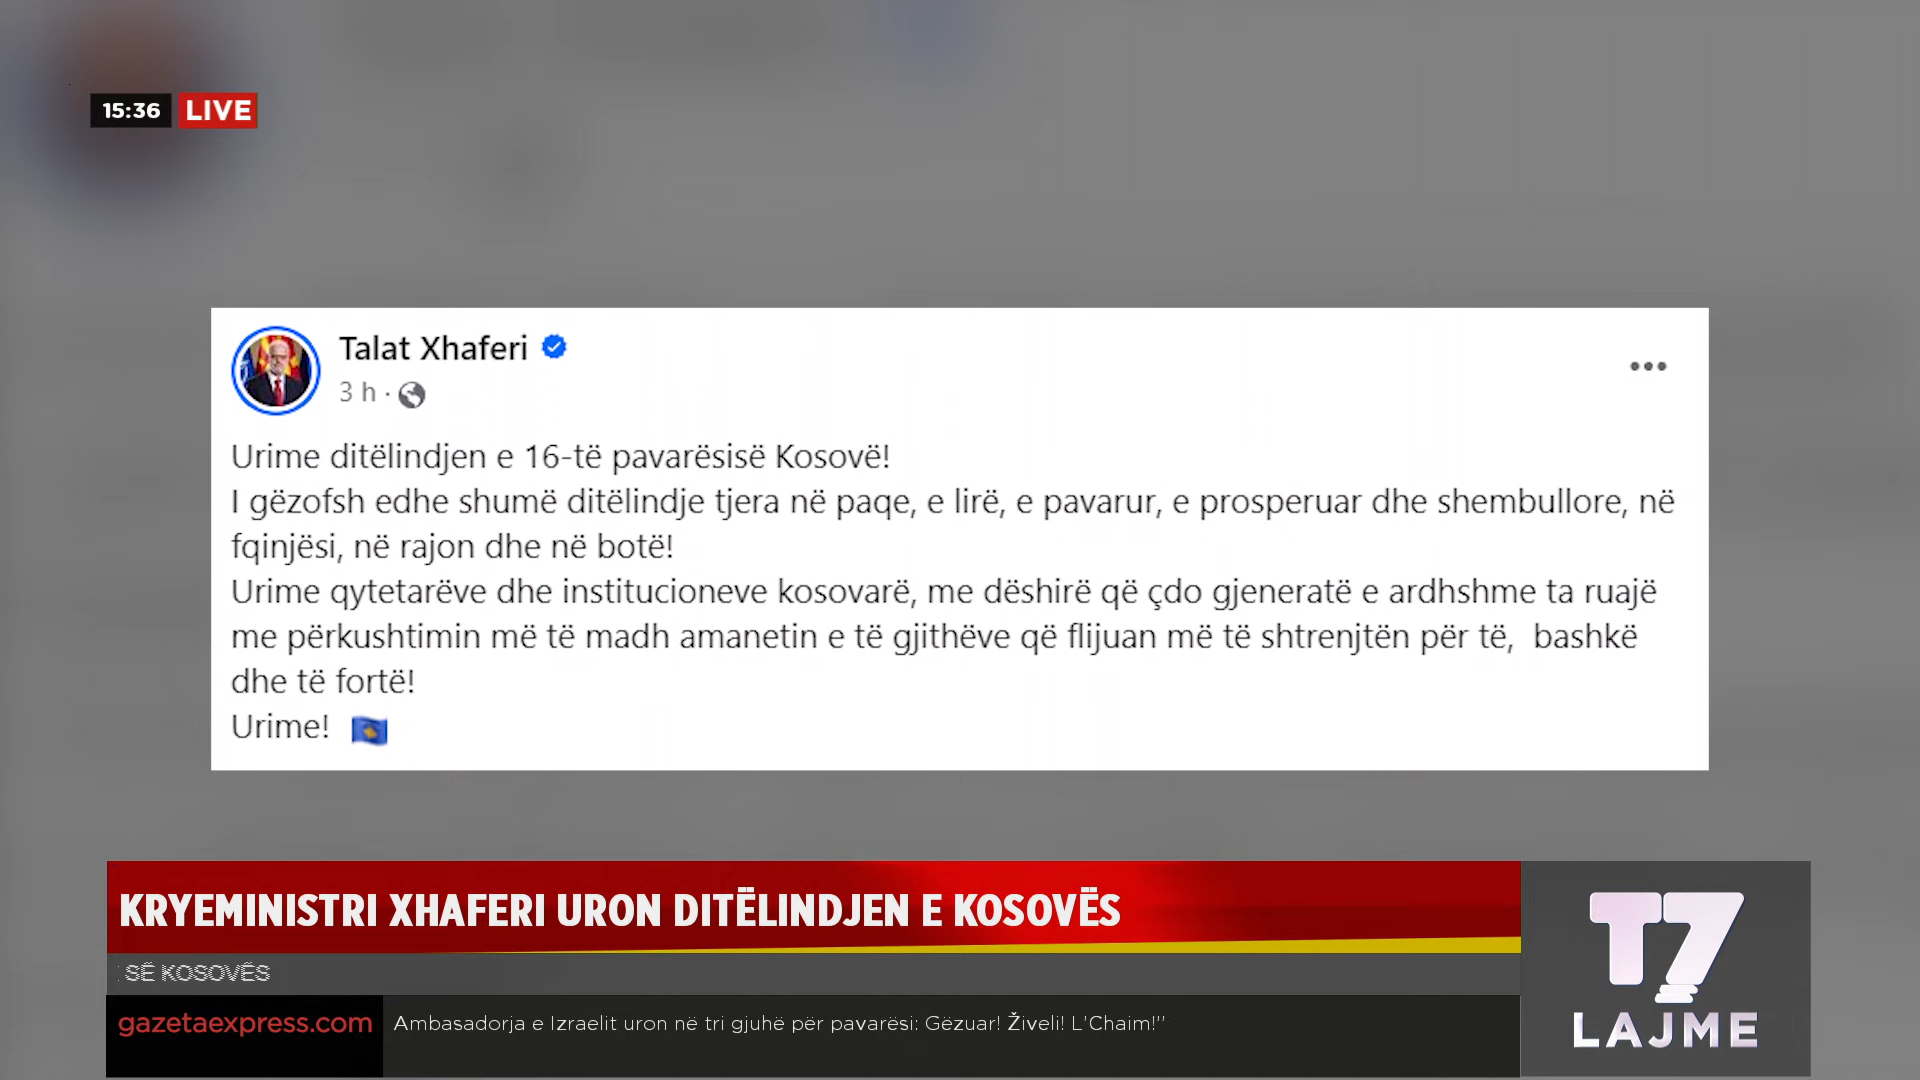 15:36 LIVE
Talat Xhaferi
3 h ·
Urime ditëlindjen e 16-të pavarësisë Kosovë!
I gëzofsh edhe shumë ditëlindje tjera në paqe, e lirë, e pavarur, e prosperuar dhe shembullore, në
fqinjësi, në rajon dhe në botë!
Urime qytetarëve dhe institucioneve kosovarë, me dëshirë që çdo gjeneratë e ardhshme ta ruajë
me përkushtimin më të madh amanetin e të gjithëve që flijuan më të shtrenjtën për të, bashkë
dhe të fortë!
Urime!
KRYEMINISTRI XHAFERI URON DITËLINDJEN E KOSOVËS
SË KOSOVËS
gazetaexpress.com Ambasadorja e Izraelit uron në tri gjuhë për pavarësi: Gëzuar! Živeli! L'Chaim!''
T7
LAJME